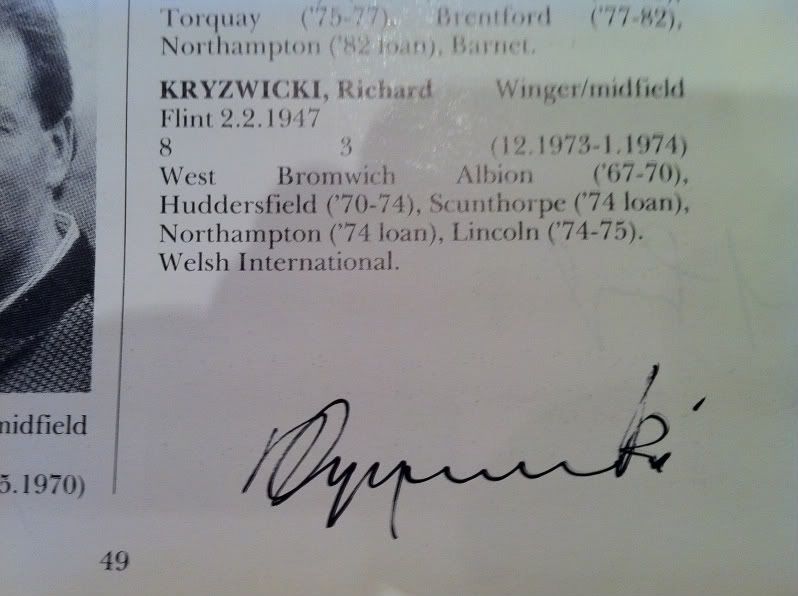 Torquay ('75-77), Brentford ('77-82),
Northampton ('82 loan), Barnet.
KRYZWICKI, Richard Winger/midfield
Flint 2.2.1947
8 3 (12.1973-1.1974)
West Bromwich Albion ('67-70),
Huddersfield ('70-74), Scunthorpe ('74 loan),
Northampton ('74 loan), Lincoln ('74-75).
Welsh International.
midfield
5.1970)
49